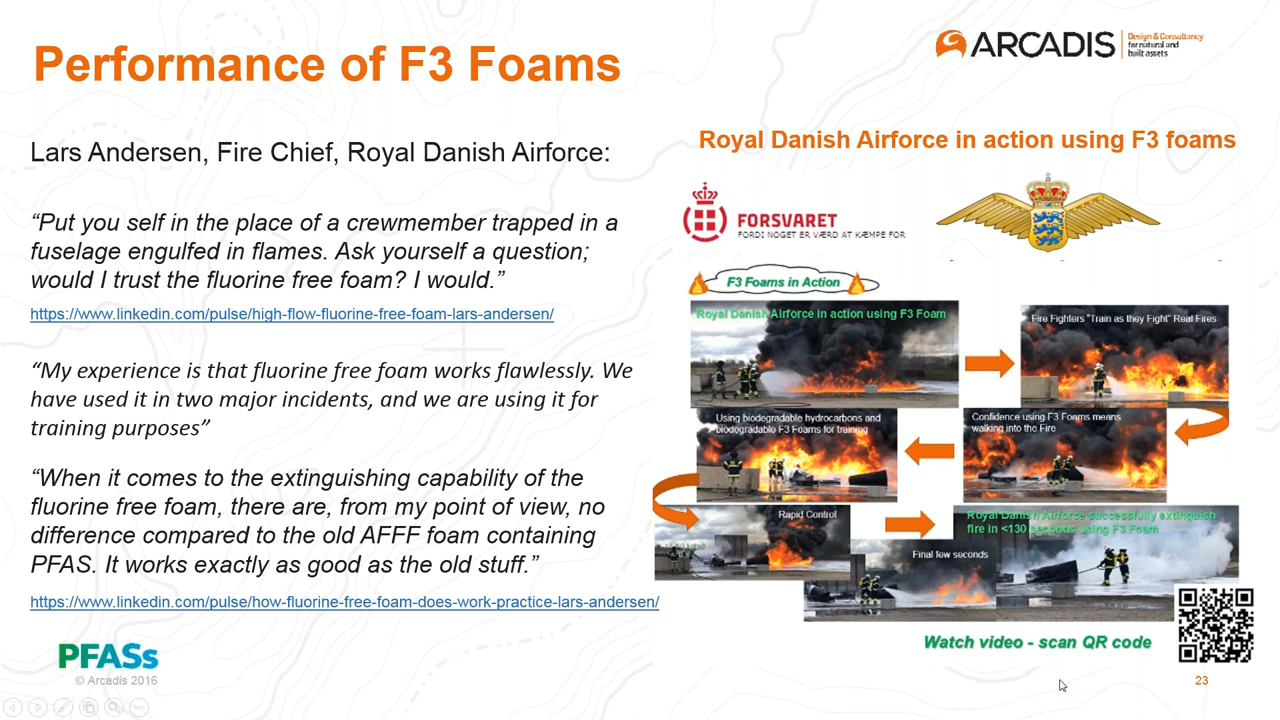 Performance of F3 Foams
ARCADIS
Design & Consultancy
for natural and
built assets
Lars Andersen, Fire Chief, Royal Danish Airforce:
“Put you self in the place of a crewmember trapped in a
fuselage engulfed in flames. Ask yourself a question;
would I trust the fluorine free foam? I would.”
https://www.linkedin.com/pulse/high-flow-fluorine-free-foam-lars-andersen/
“My experience is that fluorine free foam works flawlessly. We
have used it in two major incidents, and we are using it for
training purposes”
“When it comes to the extinguishing capability of the
fluorine free foam, there are, from my point of view, no
difference compared to the old AFFF foam containing
PFAS. It works exactly as good as the old stuff.”
https://www.linkedin.com/pulse/how-fluorine-free-foam-does-work-practice-lars-andersen/
Royal Danish Airforce in action using F3 foams
FORSVARET
FORDI NOGET ER VÆRD AT KÆMPE FOR
F3 Foams in Action
Royal Danish Airforce in action using F3 Foam
Fire Fighters "Train as they Fight" Real Fires
Using biodegradable hydrocarbons and
biodagradable F3 Foams for training
Confidence using F3 Foams means
walking into the Fire
Rapid Control
Royal Danish Airforce successfully extinguish
fire in <130 seconds using F3 Foam
Final few seconds
Watch video - scan QR code
PFASs
© Arcadis 2016
23